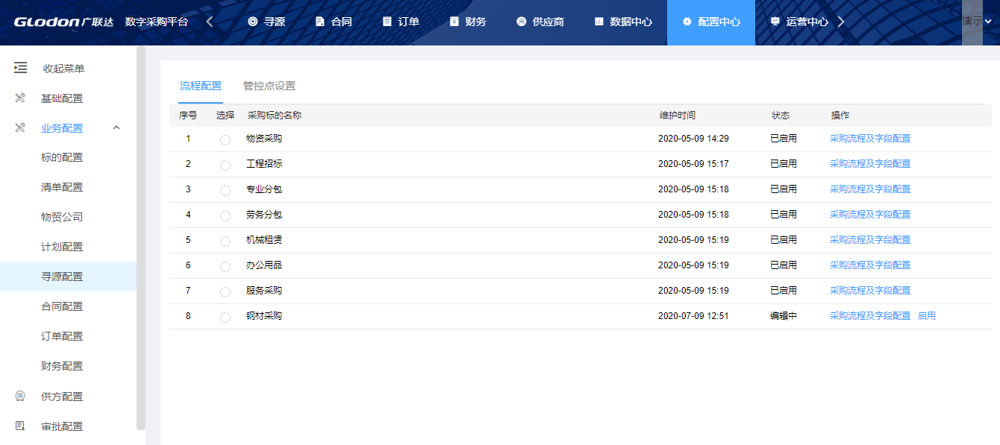 GLodon广联达 数字采购平台 寻源 合同 订单 财务 供应商 数据中心 配置中心 运营中心 演示
收起菜单
基础配置
业务配置
标的配置
清单配置
物贸公司
计划配置
寻源配置
合同配置
订单配置
财务配置
供 供方配置
审批配置
流程配置 管控点设置
序号 选择 采购标的名称 维护时间 状态 操作
1 物资采购 2020-05-09 14:29 已启用 采购流程及字段配置
2 工程招标 2020-05-09 15:17 已启用 采购流程及字段配置
3 专业分包 2020-05-09 15:18 已启用 采购流程及字段配置
4 劳务分包 2020-05-09 15:18 已启用 采购流程及字段配置
5 机械租赁 2020-05-09 15:19 已启用 采购流程及字段配置
6 办公用品 2020-05-09 15:19 已启用 采购流程及字段配置
7 服务采购 2020-05-09 15:19 已启用 采购流程及字段配置
8 钢材采购 2020-07-09 12:51 编辑中 采购流程及字段配置 启用